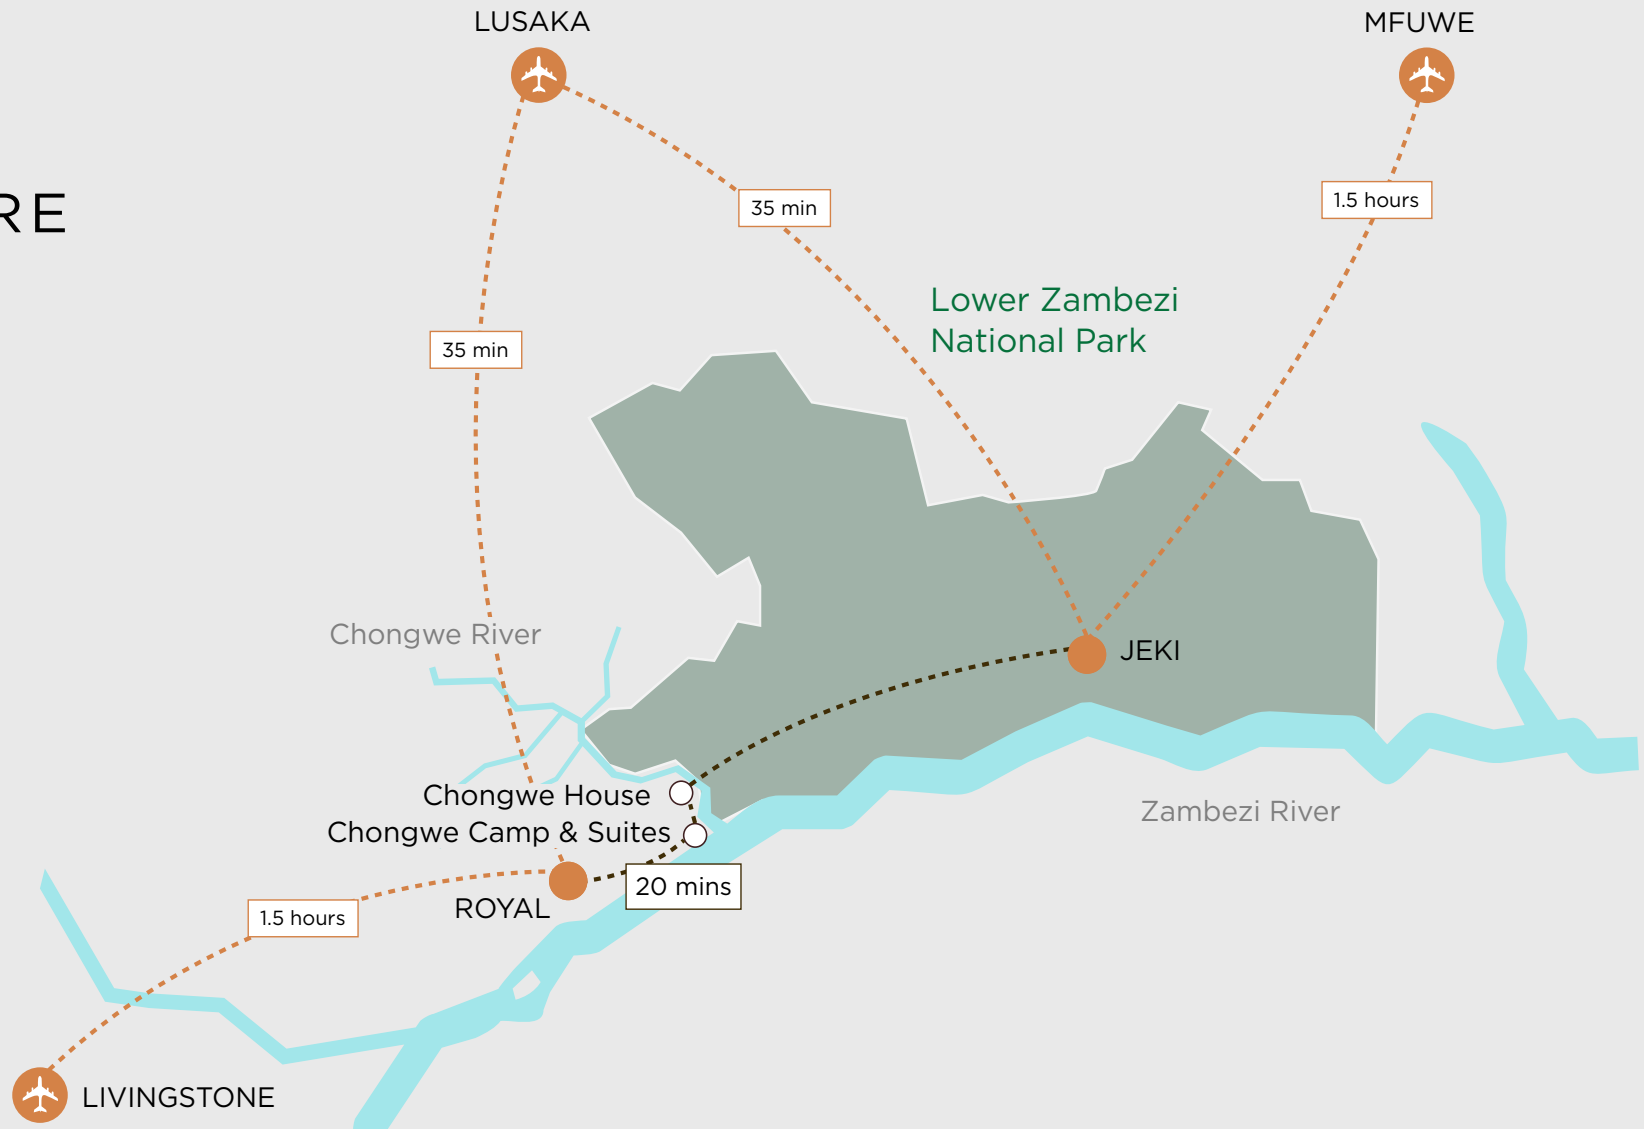 LUSAKA
MFUWE
RE
35 min
1.5 hours
Lower Zambezi
National Park
35 min
Chongwe River
JEKI
Chongwe House
Zambezi River
Chongwe Camp & Suites
20 mins
ROYAL
1.5 hours
LIVINGSTONE